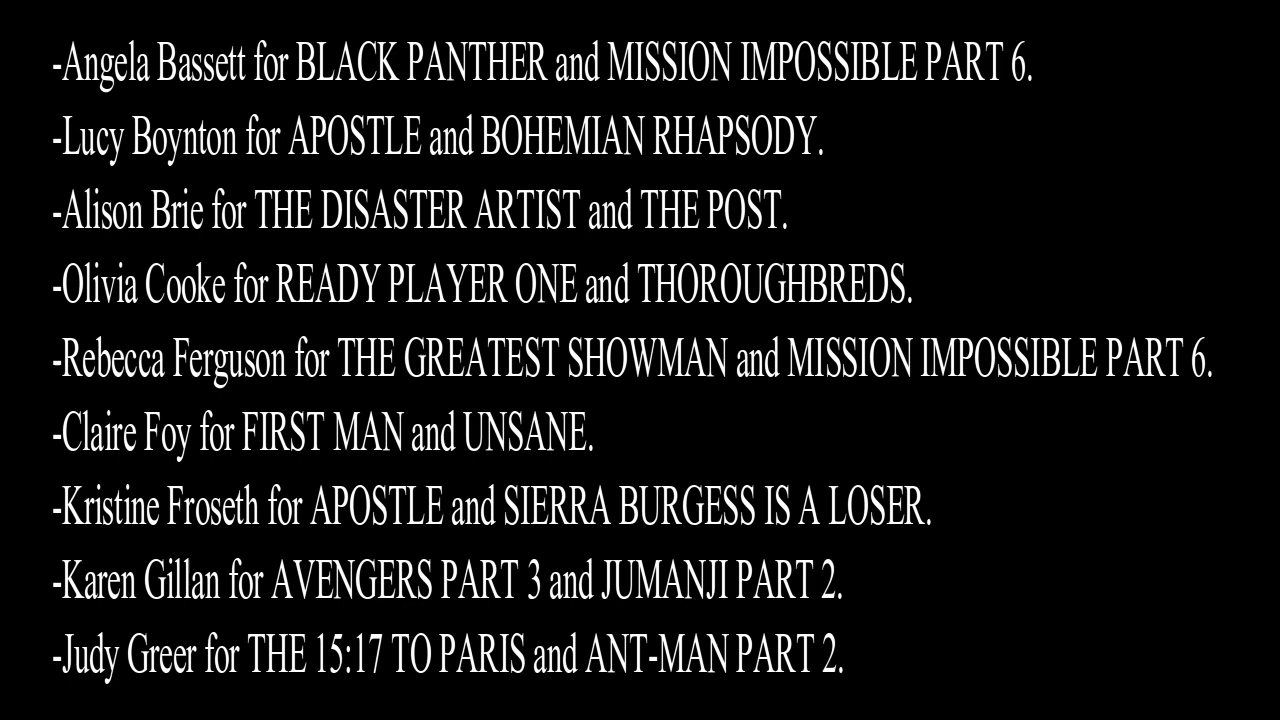 -Angela Bassett for BLACK PANTHER and MISSION IMPOSSIBLE PART 6.
-Lucy Boynton for APOSTLE and BOHEMIAN RHAPSODY.
-Alison Brie for THE DISASTER ARTIST and THE POST.
-Olivia Cooke for READY PLAYER ONE and THOROUGHBREDS.
-Rebecca Ferguson for THE GREATEST SHOWMAN and MISSION IMPOSSIBLE PART 6.
-Claire Foy for FIRST MAN and UNSANE.
-Kristine Froseth for APOSTLE and SIERRA BURGESS IS A LOSER.
-Karen Gillan for AVENGERS PART 3 and JUMANJI PART 2.
-Judy Greer for THE 15:17 TO PARIS and ANT-MAN PART 2.